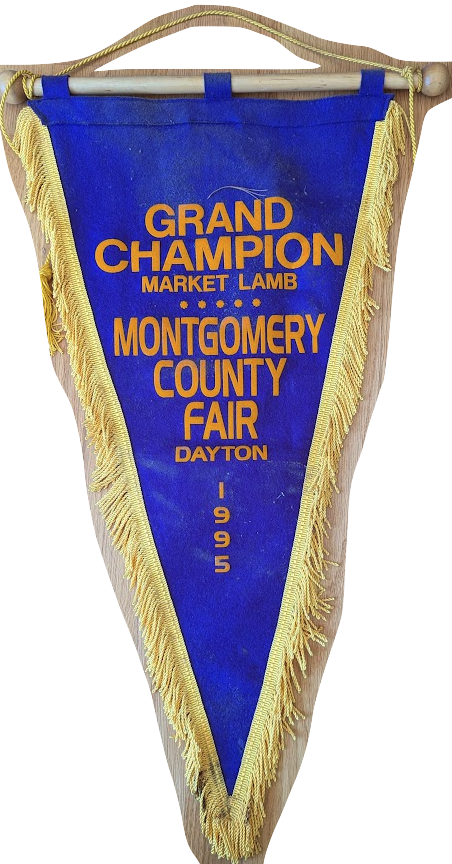 GRAND
CHAMPION
MARKET LAMB
* * * * *
MONTGOMERY
COUNTY
FAIR
DAYTON
1
9
9
5